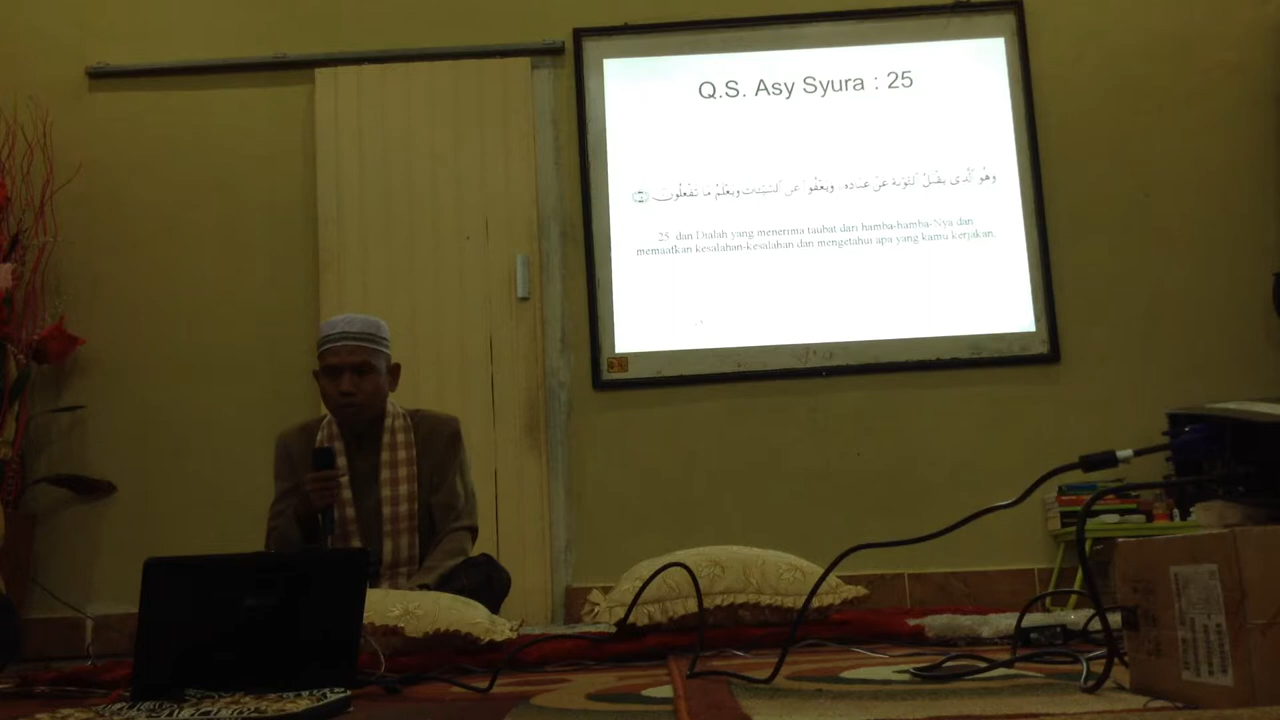 Q.S. Asy Syura : 25
وَهُوَ ٱلَّذِى يَقْبَلُ ٱلتَّوْبَةَ عَنْ عِبَادِهِۦ وَيَعْفُوا۟ عَنِ ٱلسَّيِّـَٔاتِ وَيَعْلَمُ مَا تَفْعَلُونَ ﴿٢٥﴾
25. dan Dialah yang menerima taubat dari hamba-hamba-Nya dan
memaafkan kesalahan-kesalahan dan mengetahui apa yang kamu kerjakan,